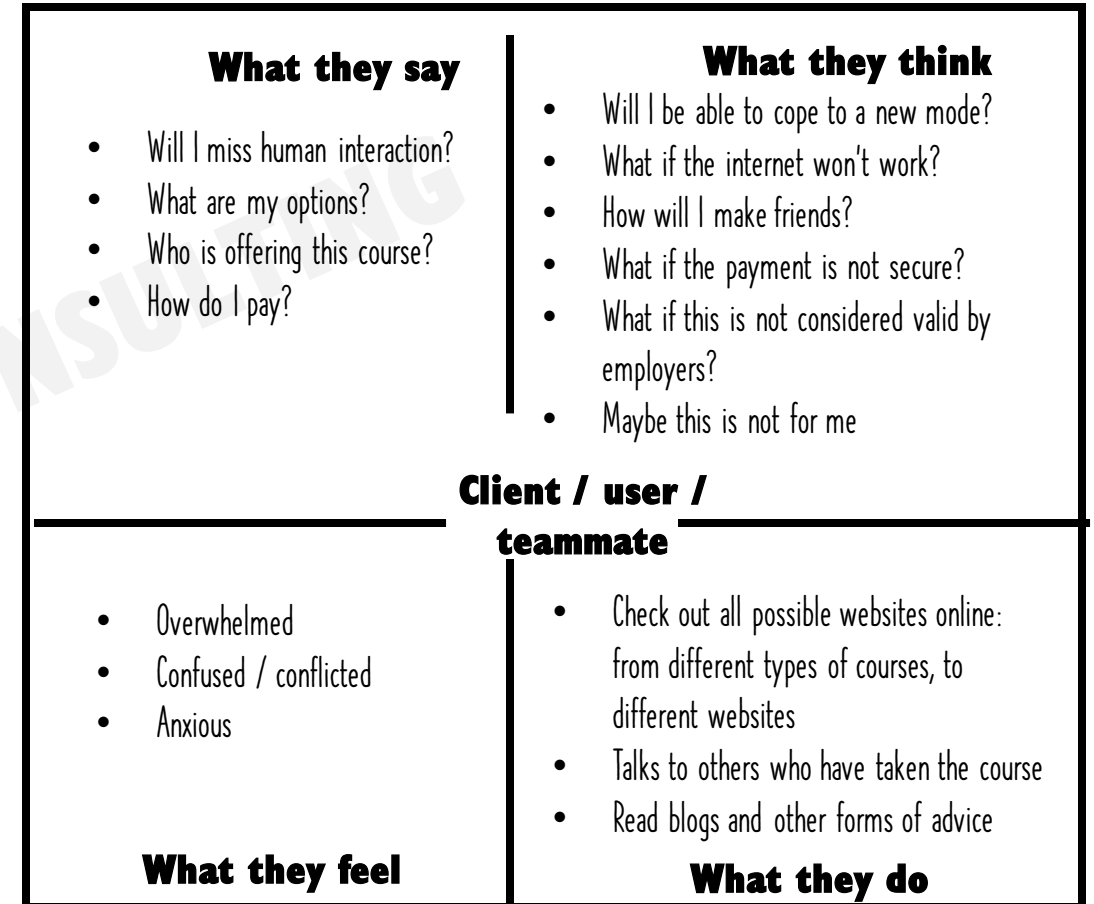 What they say
• Will I miss human interaction?
• What are my options?
• Who is offering this course?
• How do I pay?
What they think
• Will I be able to cope to a new mode?
• What if the internet won't work?
• How will I make friends?
• What if the payment is not secure?
• What if this is not considered valid by
employers?
• Maybe this is not for me
Client / user /
teammate
• Overwhelmed
• Confused / conflicted
• Anxious
What they feel
• Check out all possible websites online:
from different types of courses, to
different websites
• Talks to others who have taken the course
• Read blogs and other forms of advice
What they do
NSULTING